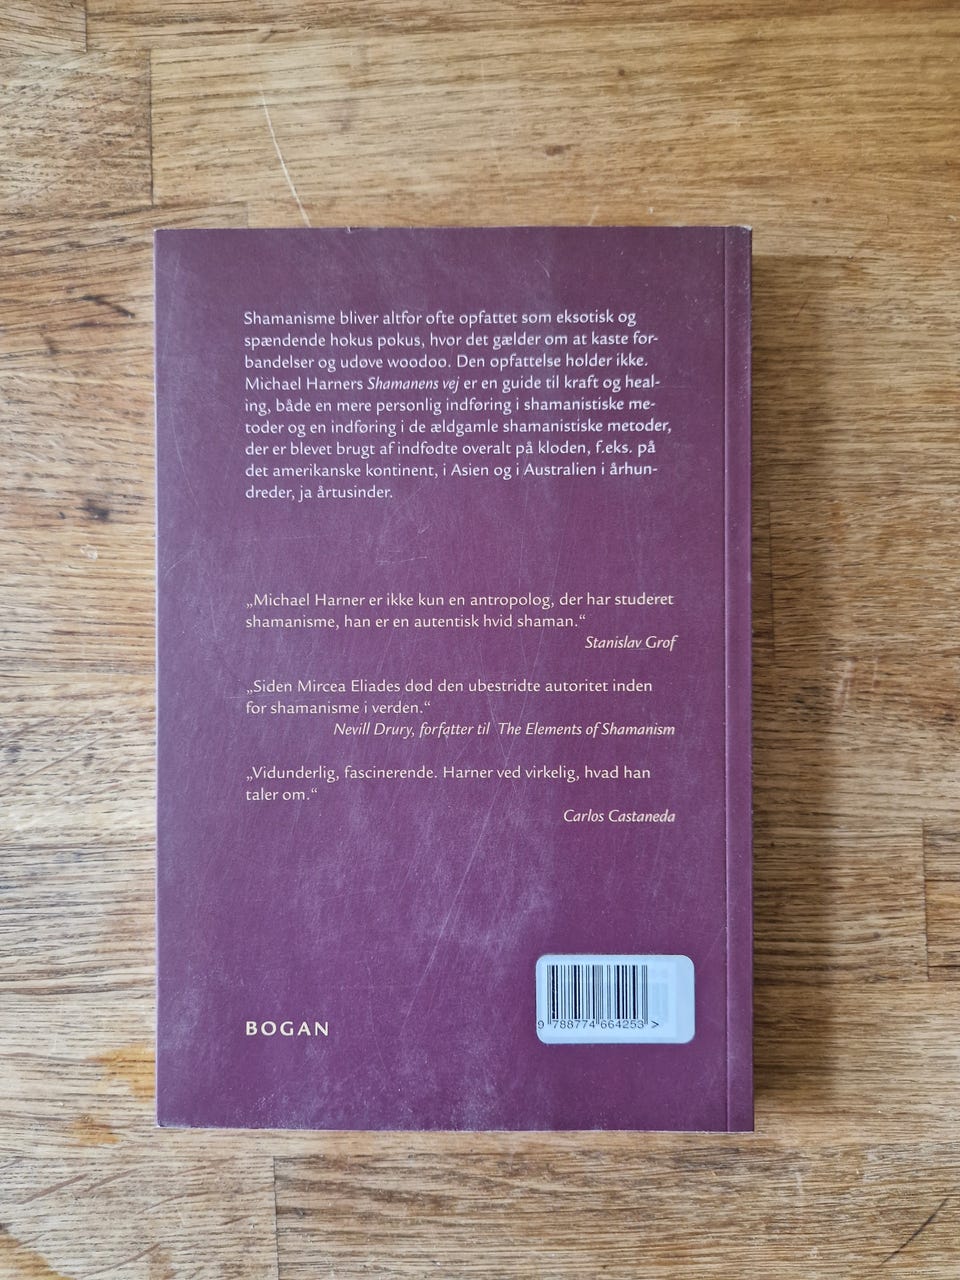 Shamanisme bliver altfor ofte opfattet som eksotisk og
spændende hokus pokus, hvor det gælder om at kaste for-
bandelser og udøve woodoo. Den opfattelse holder ikke.
Michael Harners Shamanens vej er en guide til kraft og heal-
ing, både en mere personlig indføring i shamanistiske me-
toder og en indføring i de ældgamle shamanistiske metoder,
der er blevet brugt af indfødte overalt på kloden, f.eks. på
det amerikanske kontinent, i Asien og i Australien i århun-
dreder, ja årtusinder.
„Michael Harner er ikke kun en antropolog, der har studeret
shamanisme, han er en autentisk hvid shaman.“
Stanislav Grof
„Siden Mircea Eliades død den ubestridte autoritet inden
for shamanisme i verden.“
Nevill Drury, forfatter til The Elements of Shamanism
„Vidunderlig, fascinerende. Harner ved virkelig, hvad han
taler om.“
Carlos Castaneda
BOGAN
9 788774 664253 >